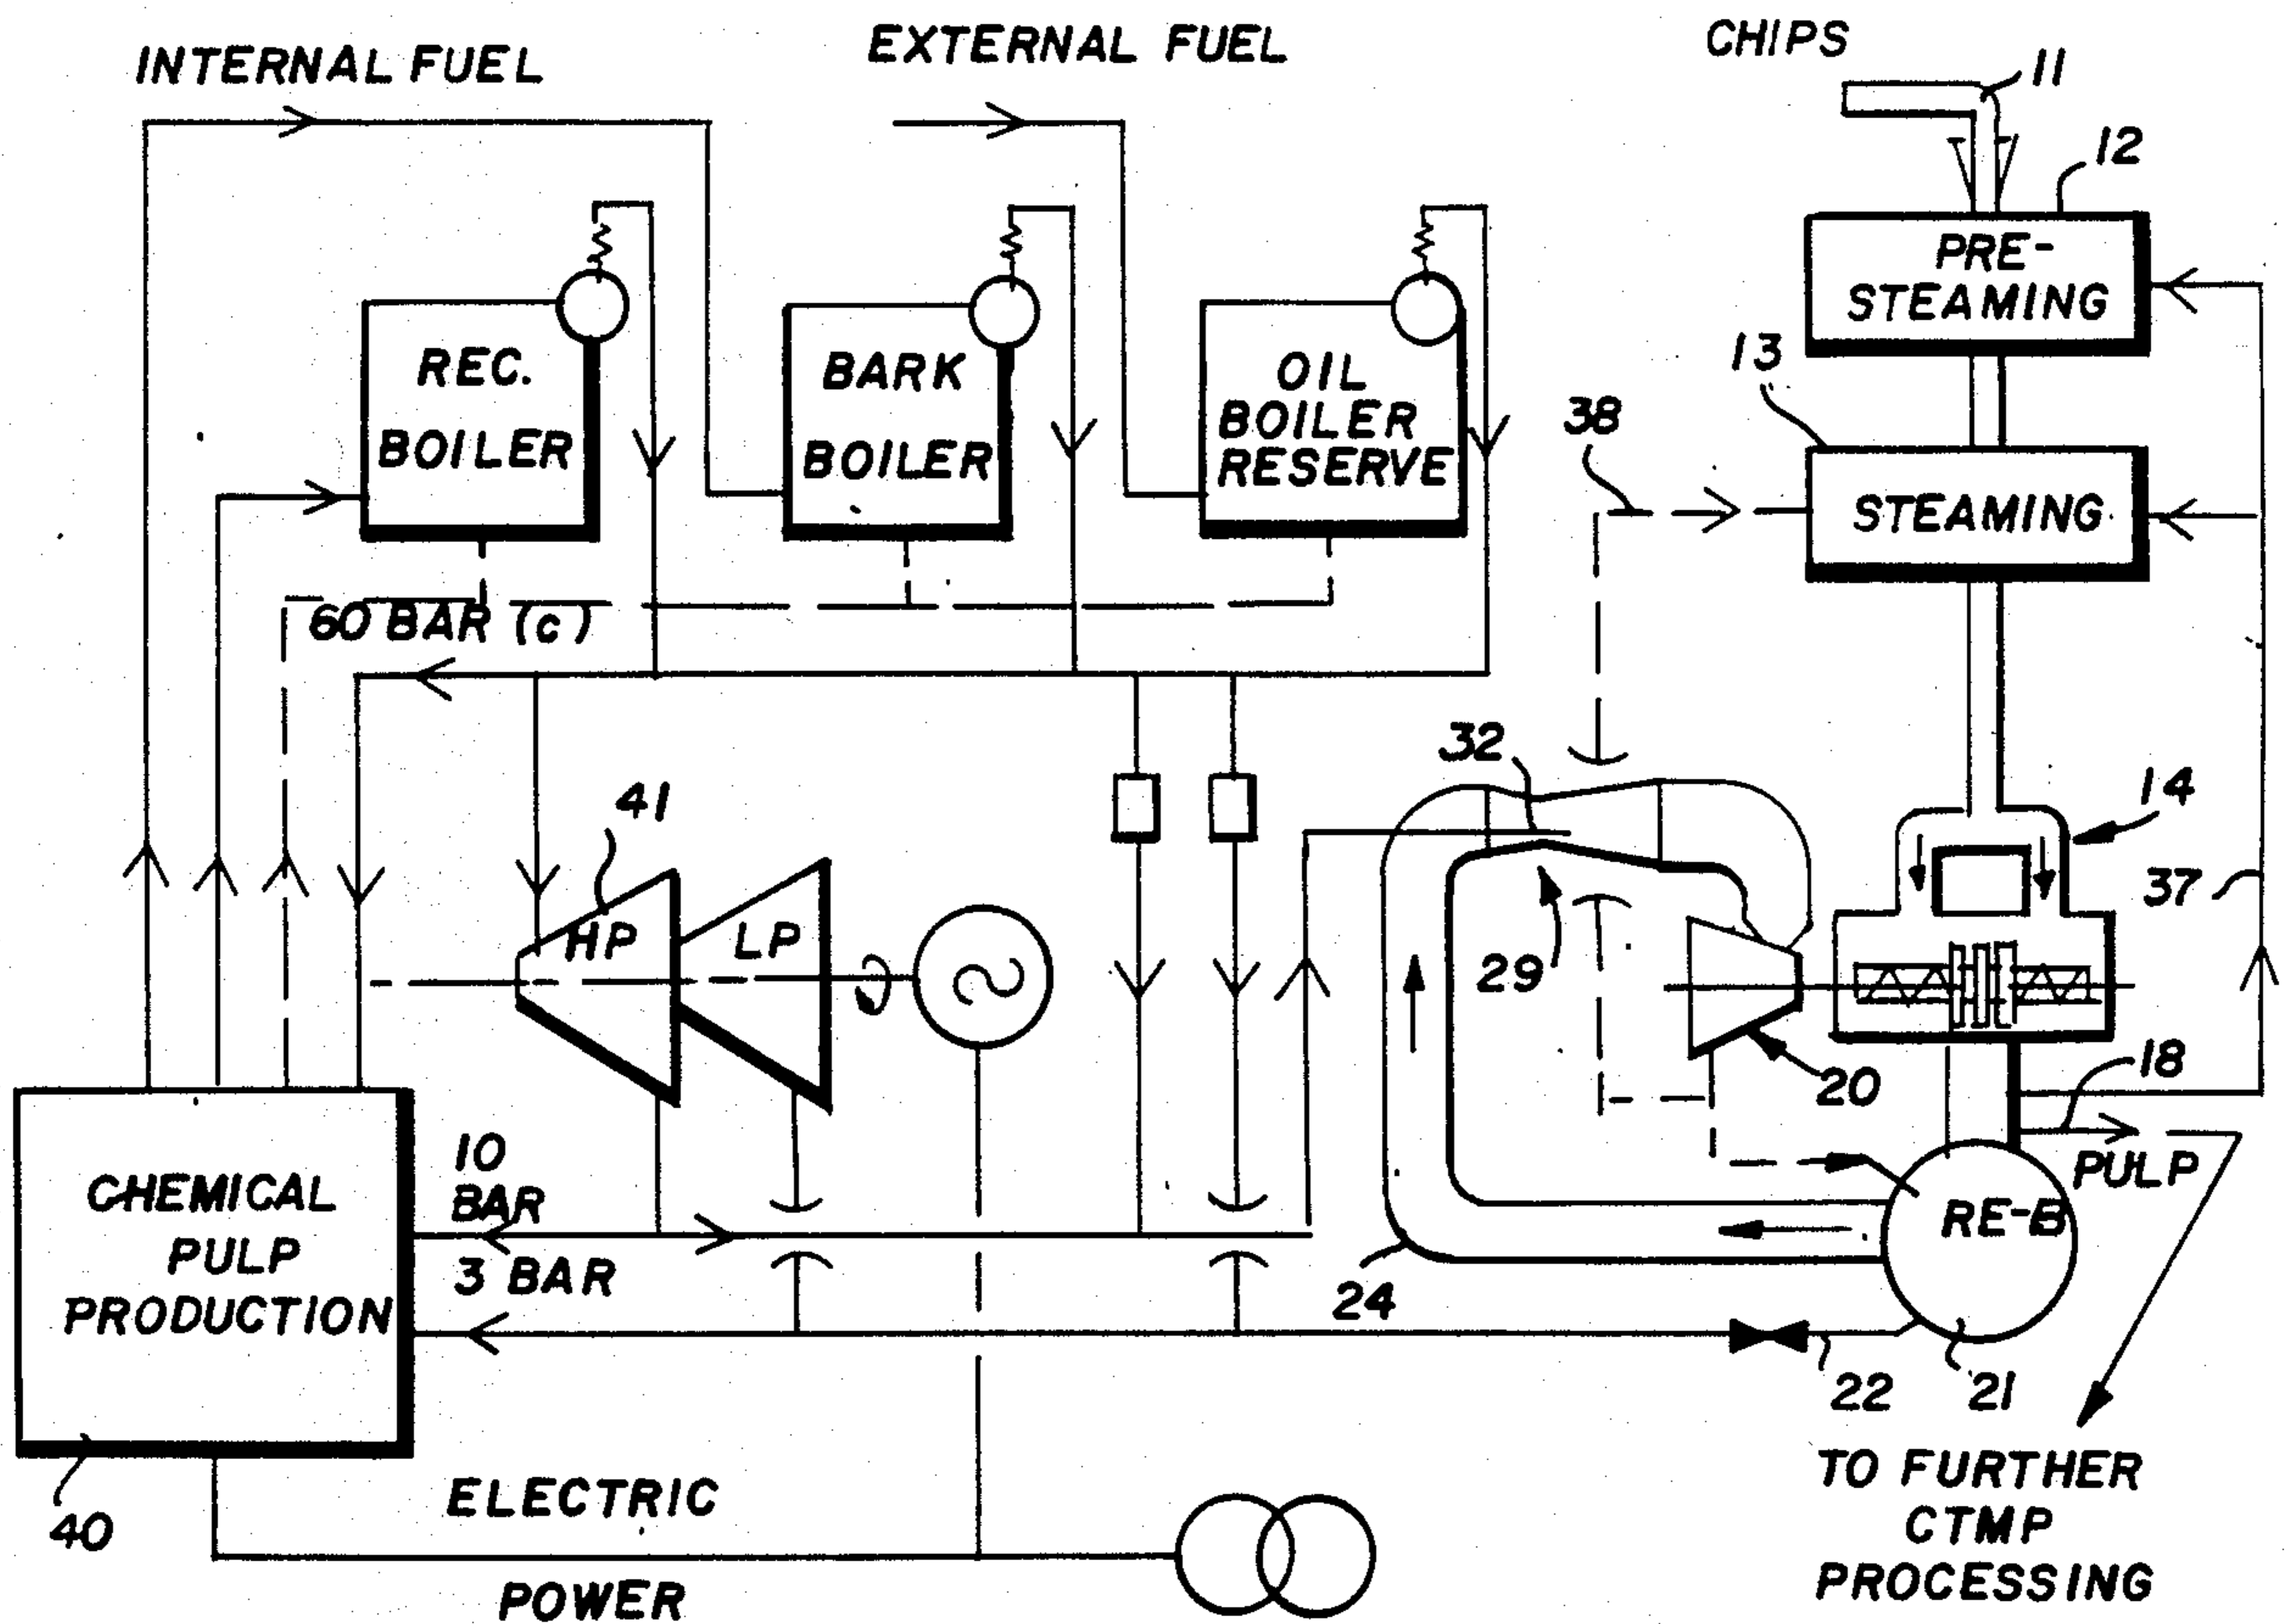 INTERNAL FUEL
EXTERNAL FUEL
CHIPS
11
12
PRE-
STEAMING
13
REC.
BOILER
BARK
BOILER
OIL
BOILER
RESERVE
38
STEAMING
60 BAR (c)
32
14
41
37
HP
LP
29
20
18
10
BAR
PULP
CHEMICAL
PULP
PRODUCTION
RE-B
3 BAR
24
22
21
40
ELECTRIC
POWER
TO FURTHER
CTMP
PROCESSING